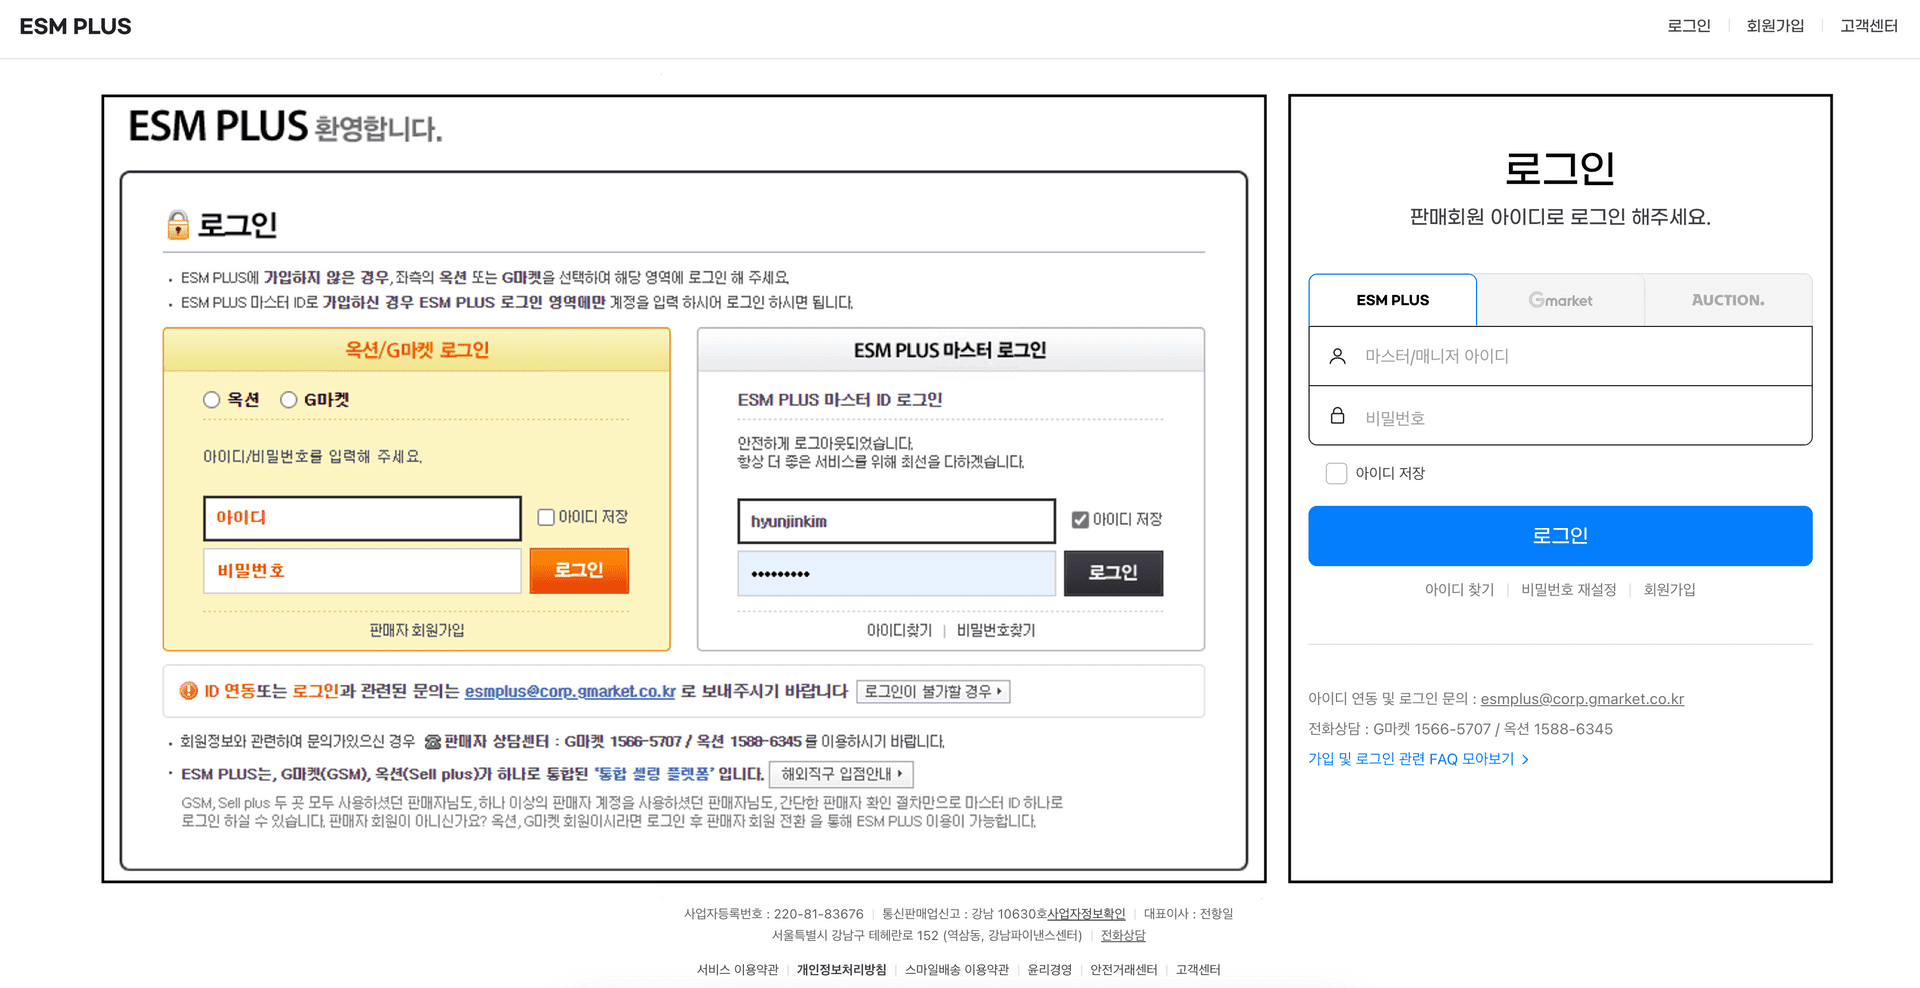 ESM PLUS
로그인 | 회원가입 | 고객센터
ESM PLUS 환영합니다.
로그인
· ESM PLUS에 가입하지 않은 경우, 좌측의 옥션 또는 G마켓을 선택하여 해당 영역에 로그인 해 주세요.
· ESM PLUS 마스터 ID로 가입하신 경우 ESM PLUS 로그인 영역에만 계정을 입력 하시어 로그인 하시면 됩니다.
옥션/G마켓 로그인
옥션 G마켓
아이디/비밀번호를 입력해 주세요.
아이디
아이디 저장
비밀번호
로그인
판매자 회원가입
ESM PLUS 마스터 로그인
ESM PLUS 마스터 ID 로그인
안전하게 로그아웃되었습니다.
항상 더 좋은 서비스를 위해 최선을 다하겠습니다.
hyunjinkim
아이디 저장
•••••••••
로그인
아이디찾기 | 비밀번호찾기
ID 연동또는 로그인과 관련된 문의는 esmplus@corp.gmarket.co.kr 로 보내주시기 바랍니다 로그인이 불가할 경우
· 회원정보와 관련하여 문의가있으신 경우 ☎판매자 상담센터 : G마켓 1566-5707 / 옥션 1588-6345 를 이용하시기 바랍니다.
· ESM PLUS는, G마켓(GSM), 옥션(Sell plus)가 하나로 통합된 '통합 셀링 플렛폼' 입니다. 해외직구 입점안내
GSM, Sell plus 두 곳 모두 사용하셨던 판매자님도, 하나 이상의 판매자 계정을 사용하셨던 판매자님도, 간단한 판매자 확인 절차만으로 마스터 ID 하나로
로그인 하실 수 있습니다. 판매자 회원이 아니신가요? 옥션, G마켓 회원이시라면 로그인 후 판매자 회원 전환 을 통해 ESM PLUS 이용이 가능합니다.
로그인
판매회원 아이디로 로그인 해주세요.
ESM PLUS
Gmarket
AUCTION.
마스터/매니저 아이디
비밀번호
아이디 저장
로그인
아이디 찾기 | 비밀번호 재설정 | 회원가입
아이디 연동 및 로그인 문의 : esmplus@corp.gmarket.co.kr
전화상담 : G마켓 1566-5707 / 옥션 1588-6345
가입 및 로그인 관련 FAQ 모아보기 >
사업자등록번호 : 220-81-83676 | 통신판매업신고 : 강남 10630호사업자정보확인 | 대표이사 : 전항일
서울특별시 강남구 테헤란로 152 (역삼동, 강남파이낸스센터) | 전화상담
서비스 이용약관 | 개인정보처리방침 | 스마일배송 이용약관 | 윤리경영 | 안전거래센터 | 고객센터